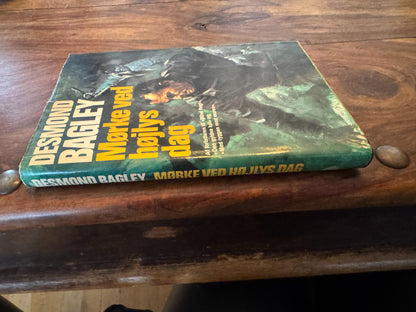 DESMOND
BAGLEY
Mørke ved
højlys
dag
DESMOND BAGLEY MØRKE VED HØJLYS DAG